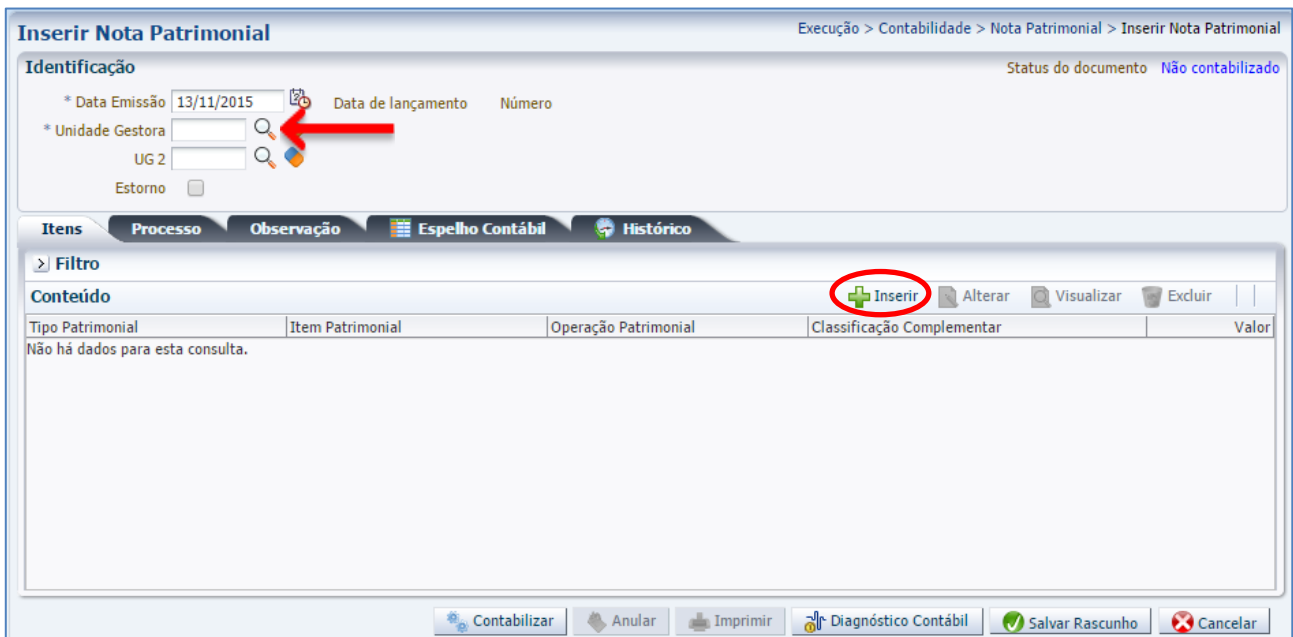 Inserir Nota Patrimonial
Execução > Contabilidade > Nota Patrimonial > Inserir Nota Patrimonial
Identificação
Status do documento Não contabilizado
* Data Emissão 13/11/2015 Data de lançamento Número
* Unidade Gestora
UG 2
Estorno
Itens Processo Observação Espelho Contábil Histórico
> Filtro
Conteúdo Inserir Alterar Visualizar Excluir
Tipo Patrimonial Item Patrimonial Operação Patrimonial Classificação Complementar Valor
Não há dados para esta consulta.
Contabilizar Anular Imprimir Diagnóstico Contábil Salvar Rascunho Cancelar